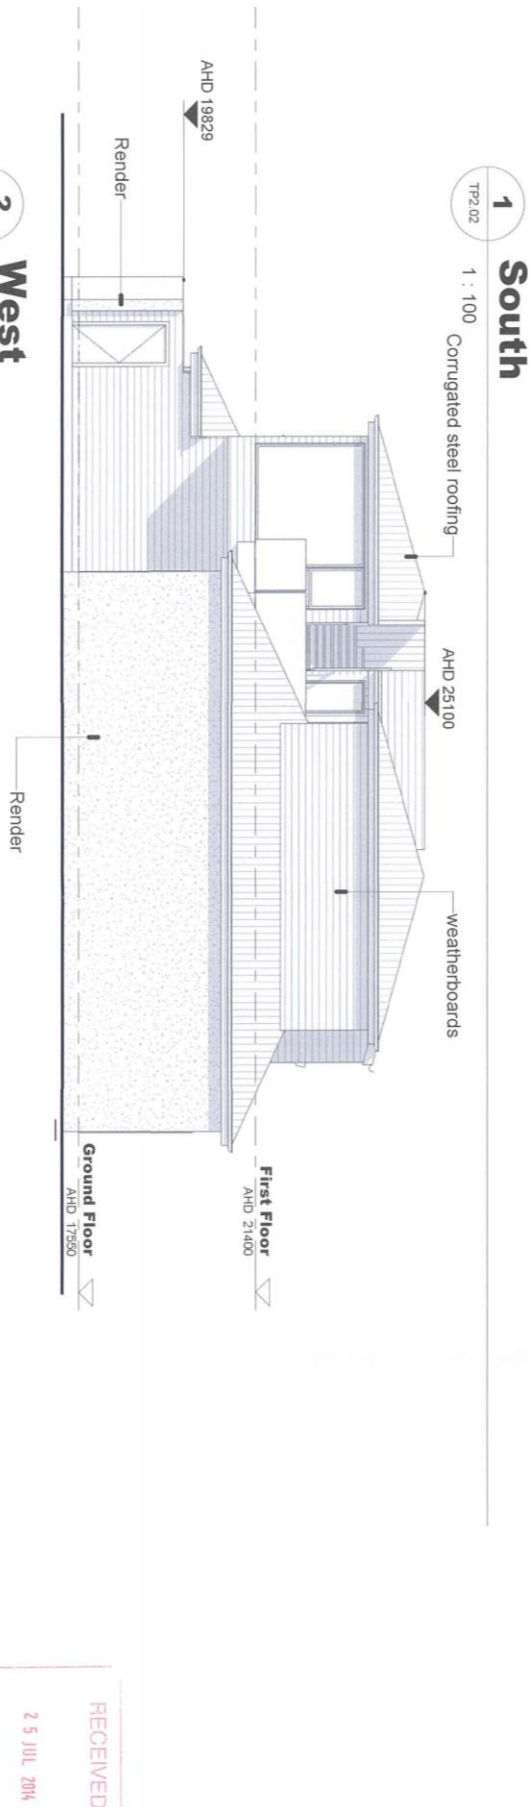 1
TP2.02
South
1 : 100
Corrugated steel roofing
AHD 25100
weatherboards
AHD 19829
Render
First Floor
AHD 21400
Ground Floor
AHD 17550
Render
2
West
RECEIVED
2 5 JUL 2014